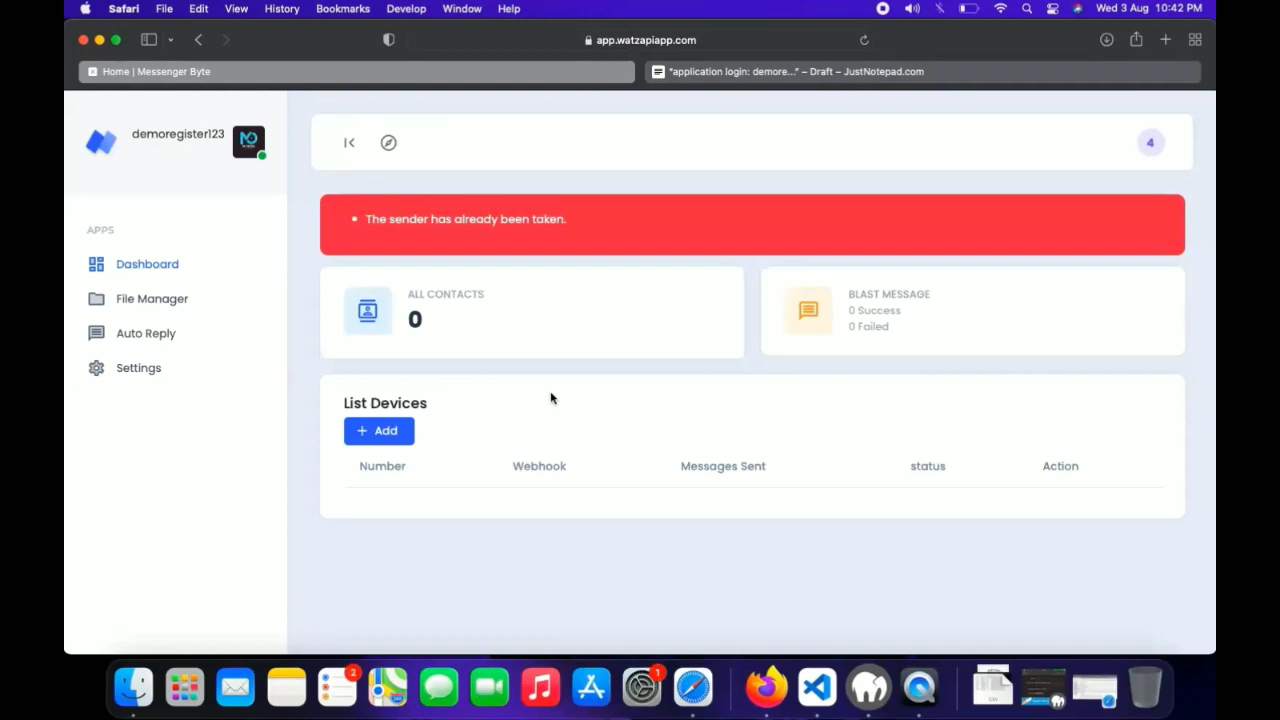 Safari File Edit View History Bookmarks Develop Window Help Wed 3 Aug 10:42 PM
app.watzapiapp.com
Home | Messenger Byte
"application login: demore..." – Draft – JustNotepad.com
demoregister123
4
The sender has already been taken.
APPS
Dashboard
File Manager
Auto Reply
Settings
ALL CONTACTS
0
BLAST MESSAGE
0 Success
0 Failed
List Devices
+ Add
Number Webhook Messages Sent status Action
2
1